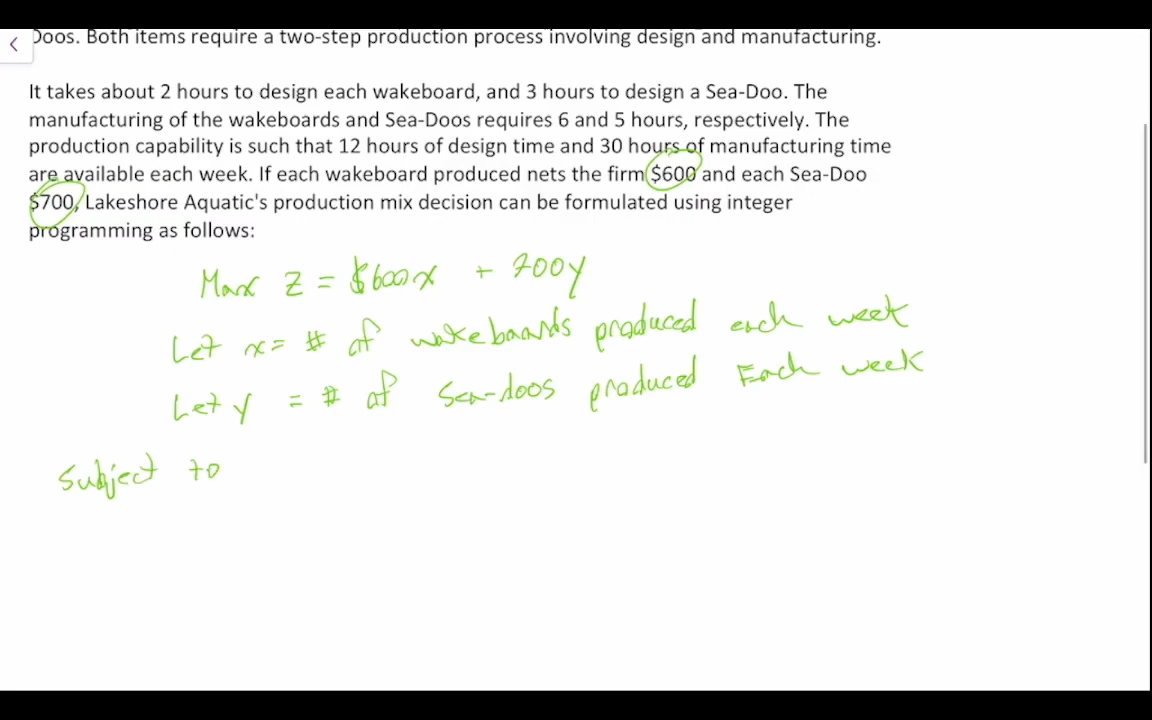 Doos. Both items require a two-step production process involving design and manufacturing.
It takes about 2 hours to design each wakeboard, and 3 hours to design a Sea-Doo. The
manufacturing of the wakeboards and Sea-Doos requires 6 and 5 hours, respectively. The
production capability is such that 12 hours of design time and 30 hours of manufacturing time
are available each week. If each wakeboard produced nets the firm $600 and each Sea-Doo
$700, Lakeshore Aquatic's production mix decision can be formulated using integer
programming as follows:
Max Z = $600x + 700y
Let x = # of wakeboards produced each week
Let y = # of Sea-doos produced Each week
Subject to